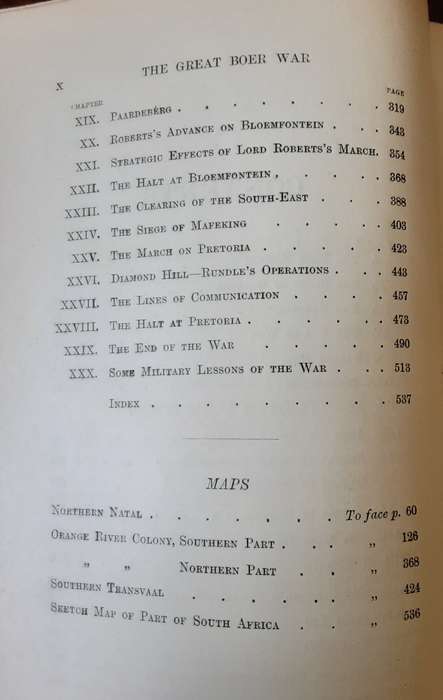 x
THE GREAT BOER WAR
CHAPTER PAGE
XIX. PAARDEBERG . . . . . . . 319
XX. ROBERTS'S ADVANCE ON BLOEMFONTEIN . . . 343
XXI. STRATEGIC EFFECTS OF LORD ROBERTS'S MARCH. 354
XXII. THE HALT AT BLOEMFONTEIN . . . . . 368
XXIII. THE CLEARING OF THE SOUTH-EAST . . . 388
XXIV. THE SIEGE OF MAFEKING . . . . 403
XXV. THE MARCH ON PRETORIA . . . . 423
XXVI. DIAMOND HILL—RUNDLE'S OPERATIONS . . . 443
XXVII. THE LINES OF COMMUNICATION . . . . 457
XXVIII. THE HALT AT PRETORIA . . . . . 473
XXIX. THE END OF THE WAR . . . . . 490
XXX. SOME MILITARY LESSONS OF THE WAR . . . 513
INDEX . . . . . . . . . 537
MAPS
NORTHERN NATAL . . . . . . . To face p. 60
ORANGE RIVER COLONY, SOUTHERN PART . . . „ 126
„ „ NORTHERN PART . . „ 368
SOUTHERN TRANSVAAL . . . . . „ 424
SKETCH MAP OF PART OF SOUTH AFRICA . . „ 536